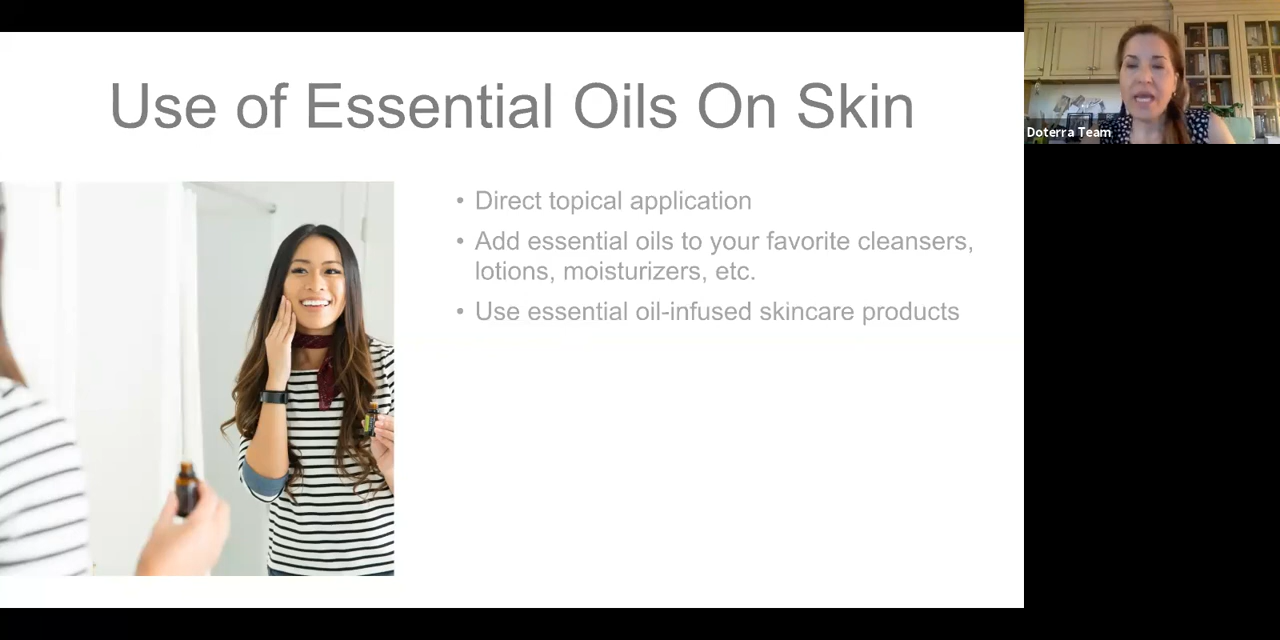 Use of Essential Oils On Skin
• Direct topical application
• Add essential oils to your favorite cleansers,
lotions, moisturizers, etc.
• Use essential oil-infused skincare products
Doterra Team